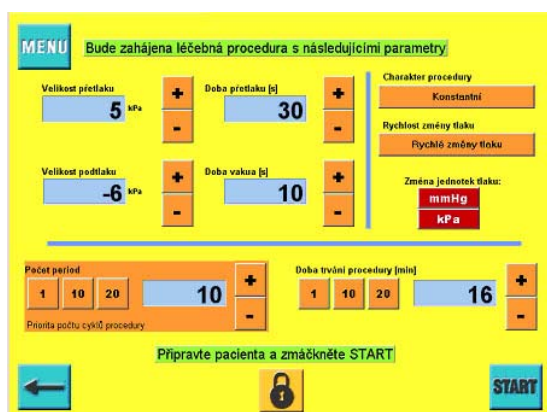 MENU
Bude zahájena léčebná procedura s následujícími parametry
Velikost přetlaku
5 kPa
+
-
Doba přetlaku [s]
30
+
-
Charakter procedury
Konstantní
Rychlost změny tlaku
Rychlé změny tlaku
Velikost podtlaku
-6 kPa
+
-
Doba vakua [s]
10
+
-
Změna jednotek tlaku:
mmHg
kPa
Počet period
1 10 20
10
+
-
Priorita počtu cyklů procedury
Doba trvání procedury [min]
1 10 20
16
+
-
Připravte pacienta a zmáčkněte START
START